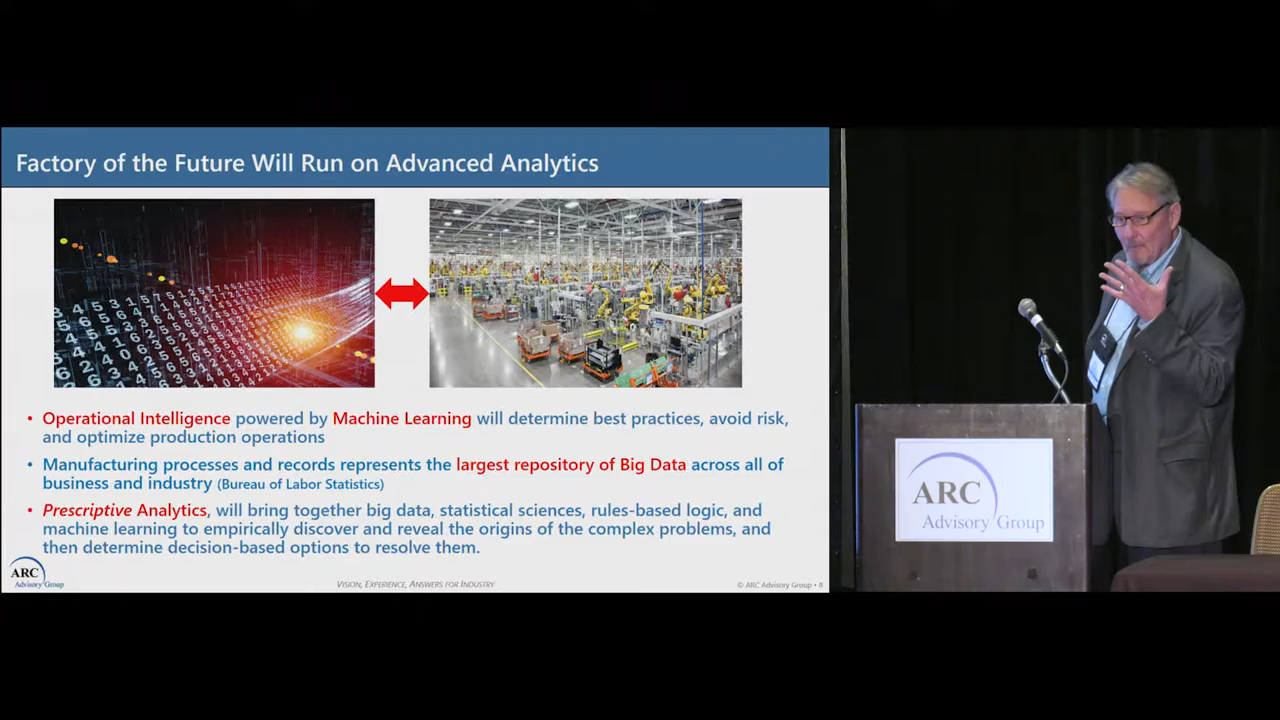 Factory of the Future Will Run on Advanced Analytics
• Operational Intelligence powered by Machine Learning will determine best practices, avoid risk,
and optimize production operations
• Manufacturing processes and records represents the largest repository of Big Data across all of
business and industry (Bureau of Labor Statistics)
• Prescriptive Analytics, will bring together big data, statistical sciences, rules-based logic, and
machine learning to empirically discover and reveal the origins of the complex problems, and
then determine decision-based options to resolve them.
ARC
Advisory Group
VISION, EXPERIENCE, ANSWERS FOR INDUSTRY
© ARC Advisory Group • 8
ARC
Advisory Group